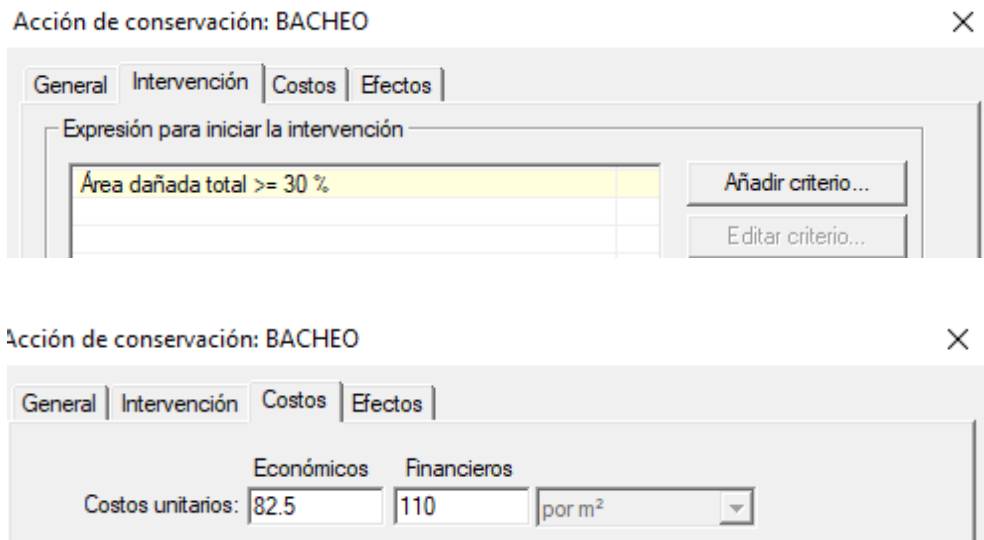 Acción de conservación: BACHEO
General Intervención Costos Efectos
Expresión para iniciar la intervención
Área dañada total >= 30 % Añadir criterio...
Editar criterio...
Acción de conservación: BACHEO
General Intervención Costos Efectos
Económicos Financieros
Costos unitarios: 82.5 110 por m²